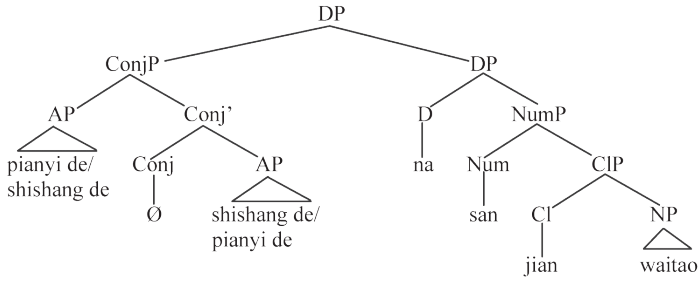 DP
ConjP DP
AP Conj’ D NumP
pianyi de/ Conj AP na Num ClP
shishang de
Ø shishang de/ san Cl NP
pianyi de
jian waitao